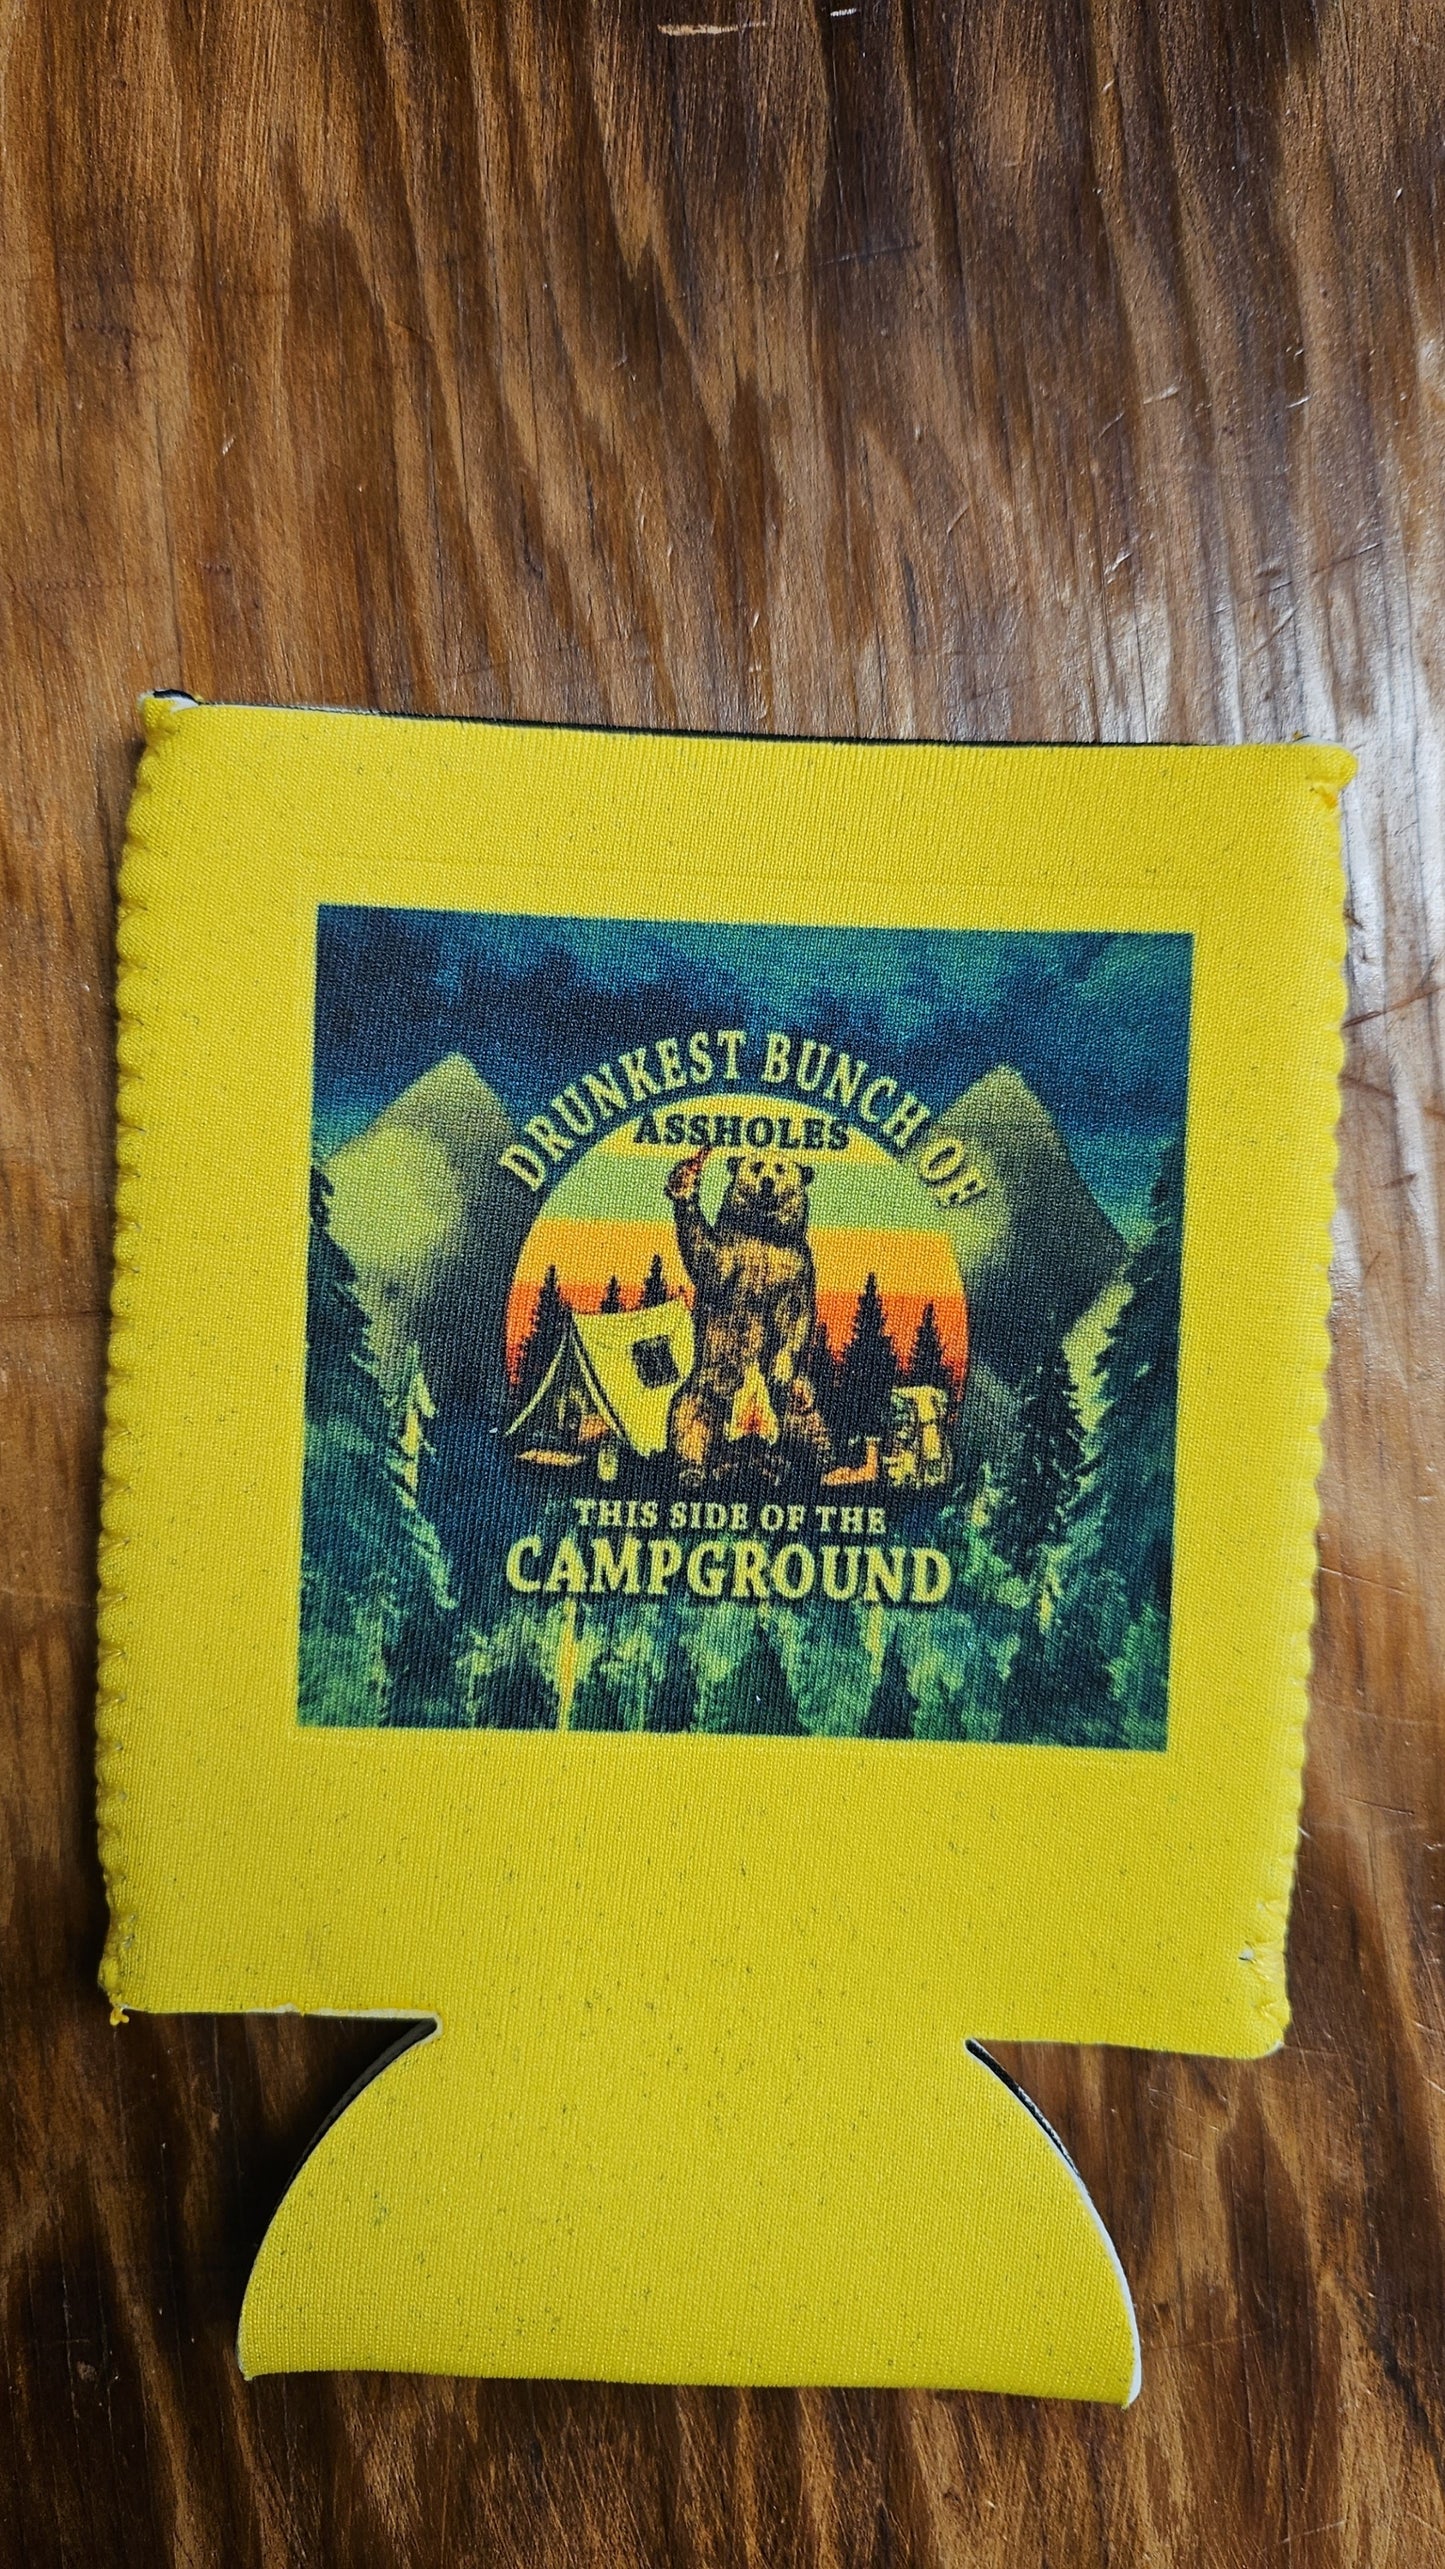 DRUNKEST BUNCH OF
ASSHOLES
THIS SIDE OF THE
CAMPGROUND